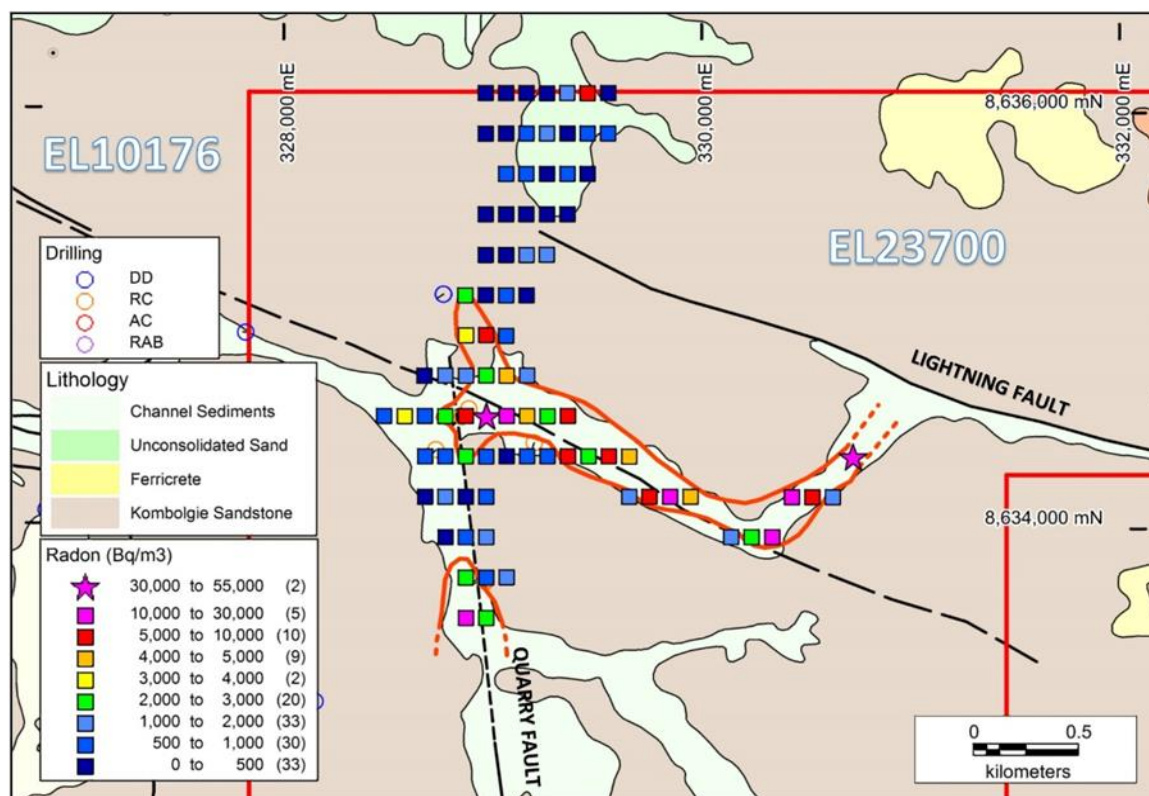 328,000 mE
330,000 mE
332,000 mE
8,636,000 mN
EL10176
EL23700
Drilling
DD
RC
AC
RAB
LIGHTNING FAULT
Lithology
Channel Sediments
Unconsolidated Sand
Ferricrete
Kombolgie Sandstone
8,634,000 mN
Radon (Bq/m3)
30,000 to 55,000 (2)
10,000 to 30,000 (5)
5,000 to 10,000 (10)
4,000 to 5,000 (9)
3,000 to 4,000 (2)
2,000 to 3,000 (20)
1,000 to 2,000 (33)
500 to 1,000 (30)
0 to 500 (33)
QUARRY FAULT
0 0.5
kilometers